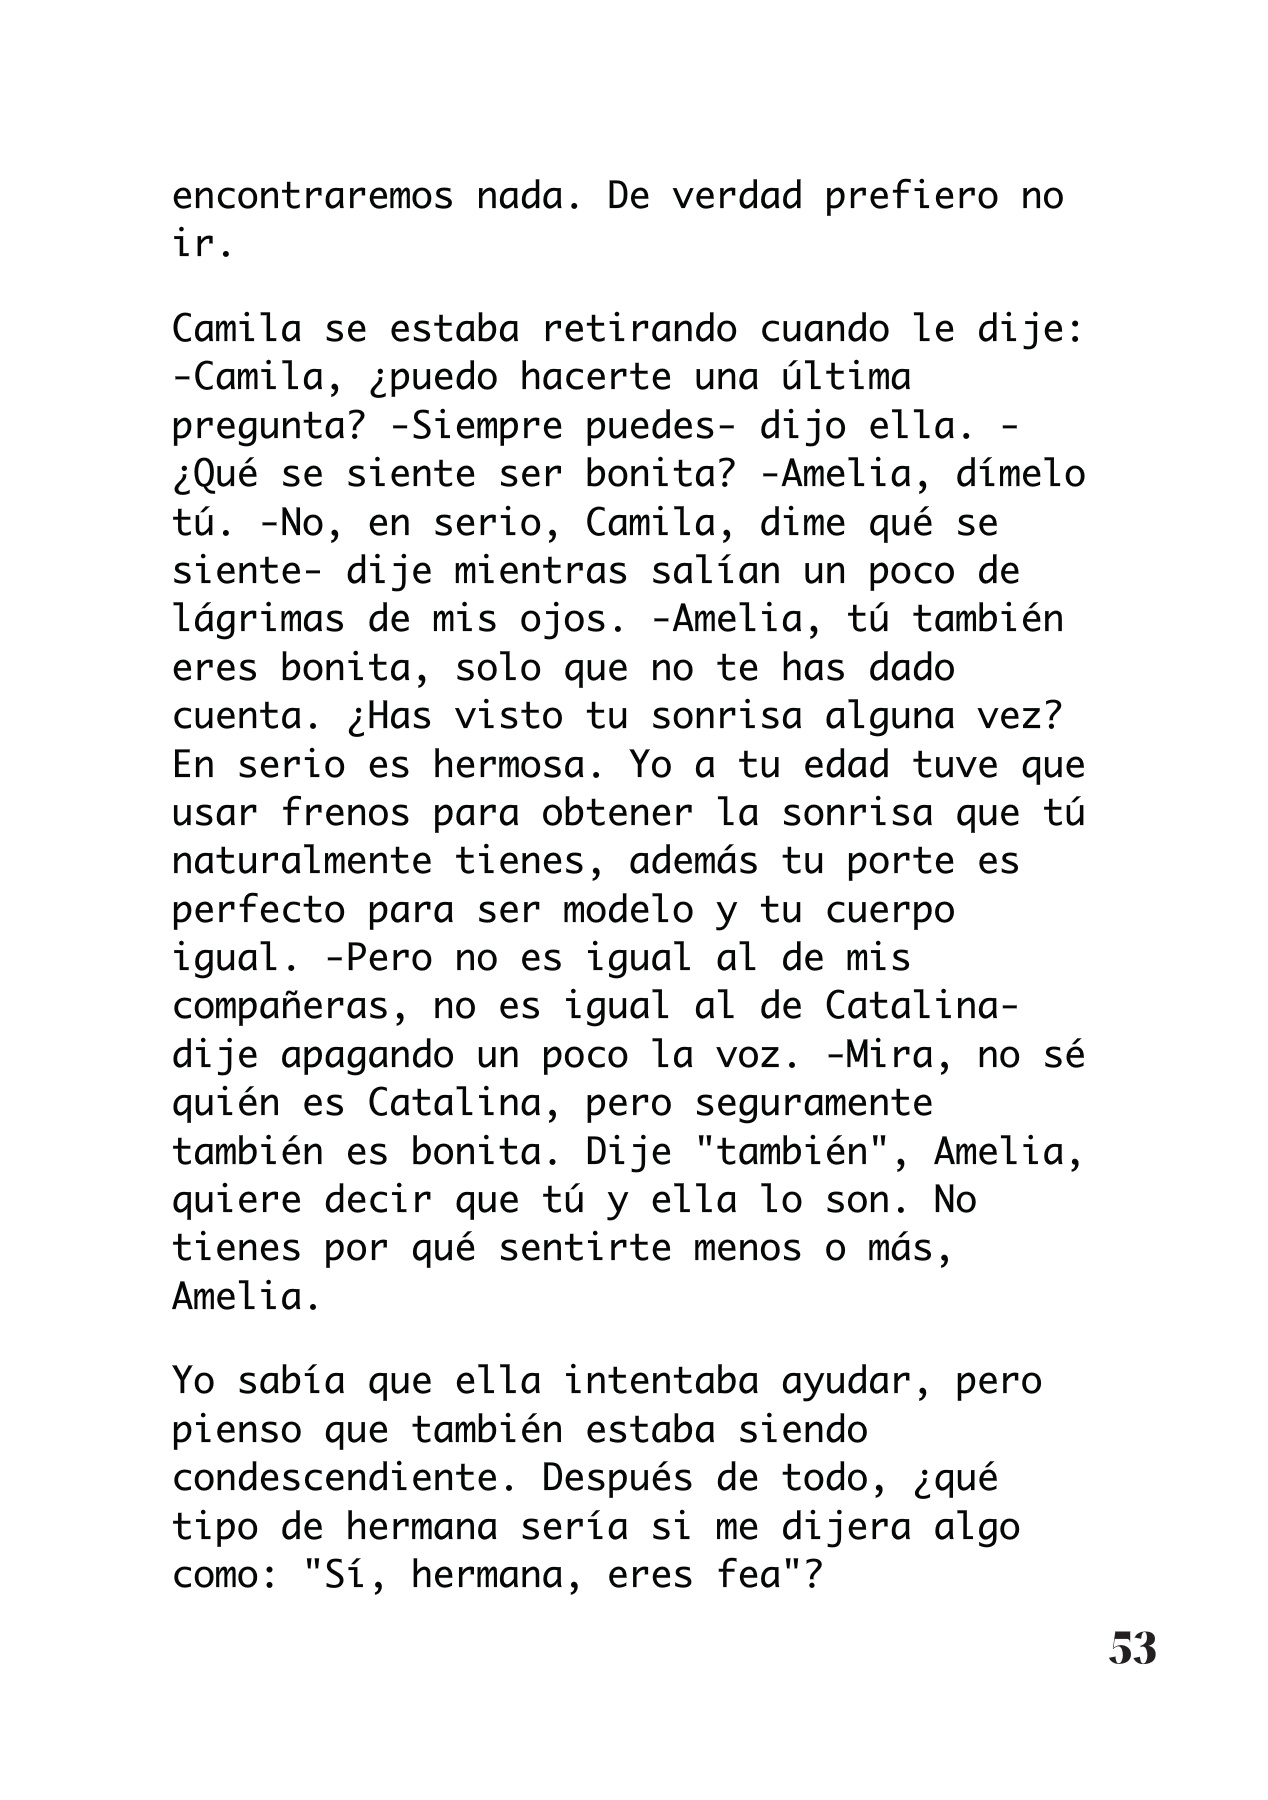 encontraremos nada. De verdad prefiero no
ir.
Camila se estaba retirando cuando le dije:
-Camila, ¿puedo hacerte una última
pregunta? -Siempre puedes- dijo ella. -
¿Qué se siente ser bonita? -Amelia, dímelo
tú. -No, en serio, Camila, dime qué se
siente- dije mientras salían un poco de
lágrimas de mis ojos. -Amelia, tú también
eres bonita, solo que no te has dado
cuenta. ¿Has visto tu sonrisa alguna vez?
En serio es hermosa. Yo a tu edad tuve que
usar frenos para obtener la sonrisa que tú
naturalmente tienes, además tu porte es
perfecto para ser modelo y tu cuerpo
igual. -Pero no es igual al de mis
compañeras, no es igual al de Catalina-
dije apagando un poco la voz. -Mira, no sé
quién es Catalina, pero seguramente
también es bonita. Dije "también", Amelia,
quiere decir que tú y ella lo son. No
tienes por qué sentirte menos o más,
Amelia.
Yo sabía que ella intentaba ayudar, pero
pienso que también estaba siendo
condescendiente. Después de todo, ¿qué
tipo de hermana sería si me dijera algo
como: "Sí, hermana, eres fea"?
53